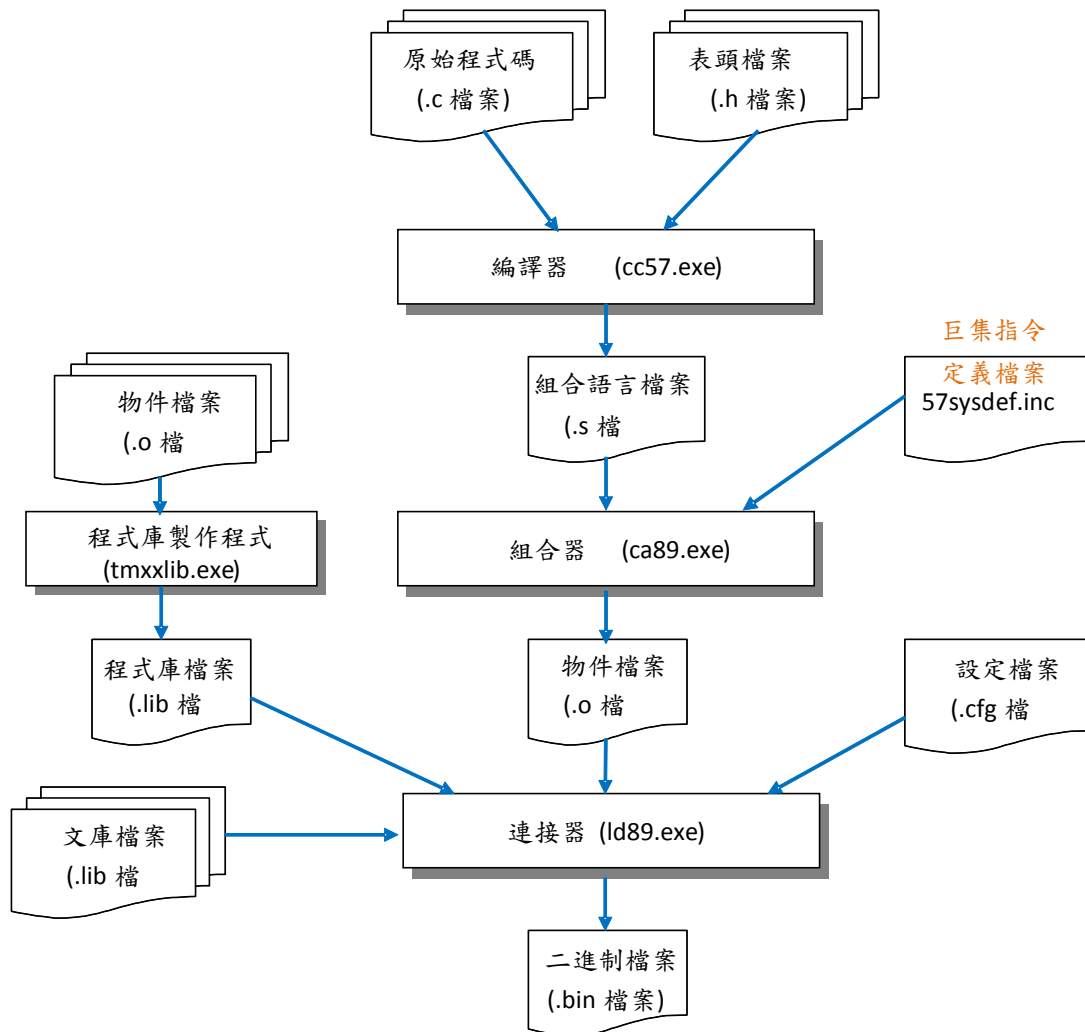 原始程式碼
(.c 檔案)
表頭檔案
(.h 檔案)
編譯器 (cc57.exe)
巨集指令
定義檔案
57sysdef.inc
組合語言檔案
(.s 檔
物件檔案
(.o 檔
程式庫製作程式
(tmxxlib.exe)
組合器 (ca89.exe)
程式庫檔案
(.lib 檔
物件檔案
(.o 檔
設定檔案
(.cfg 檔
連接器 (ld89.exe)
文庫檔案
(.lib 檔
二進制檔案
(.bin 檔案)